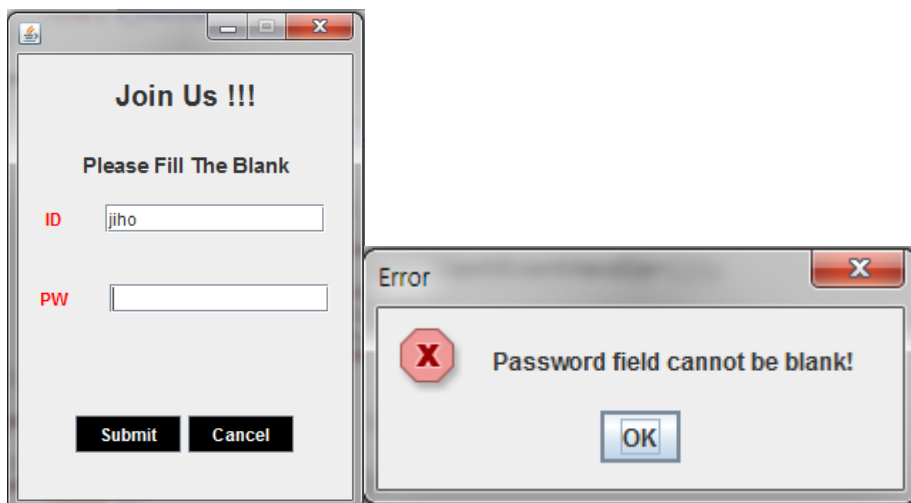 Join Us !!!
Please Fill The Blank
ID jiho
PW
Submit Cancel
Error
Password field cannot be blank!
OK